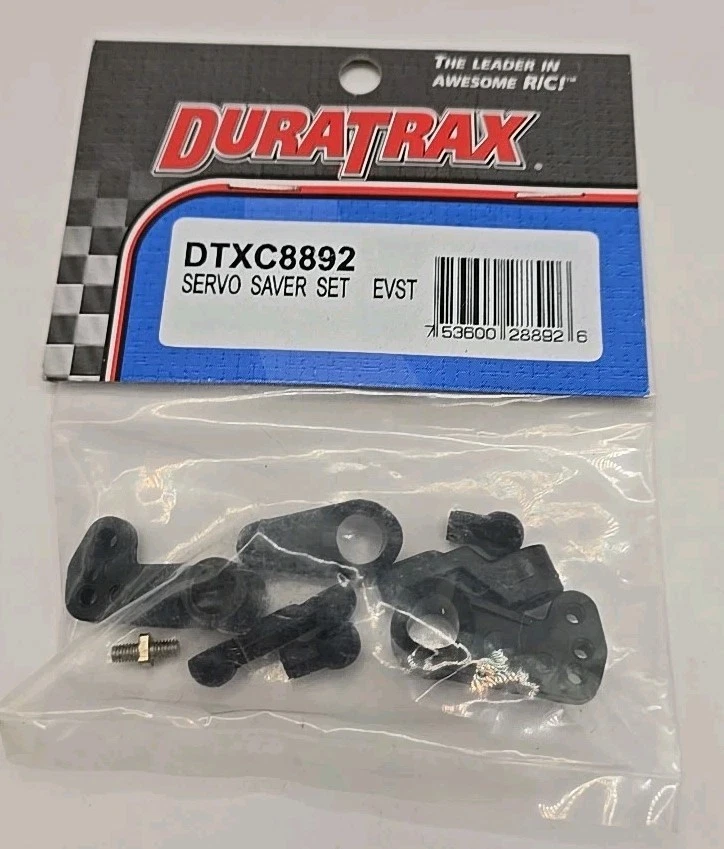 THE LEADER IN
AWESOME R/C!™
DURATRAX.
DTXC8892
SERVO SAVER SET EVST
7 53600 28892 6